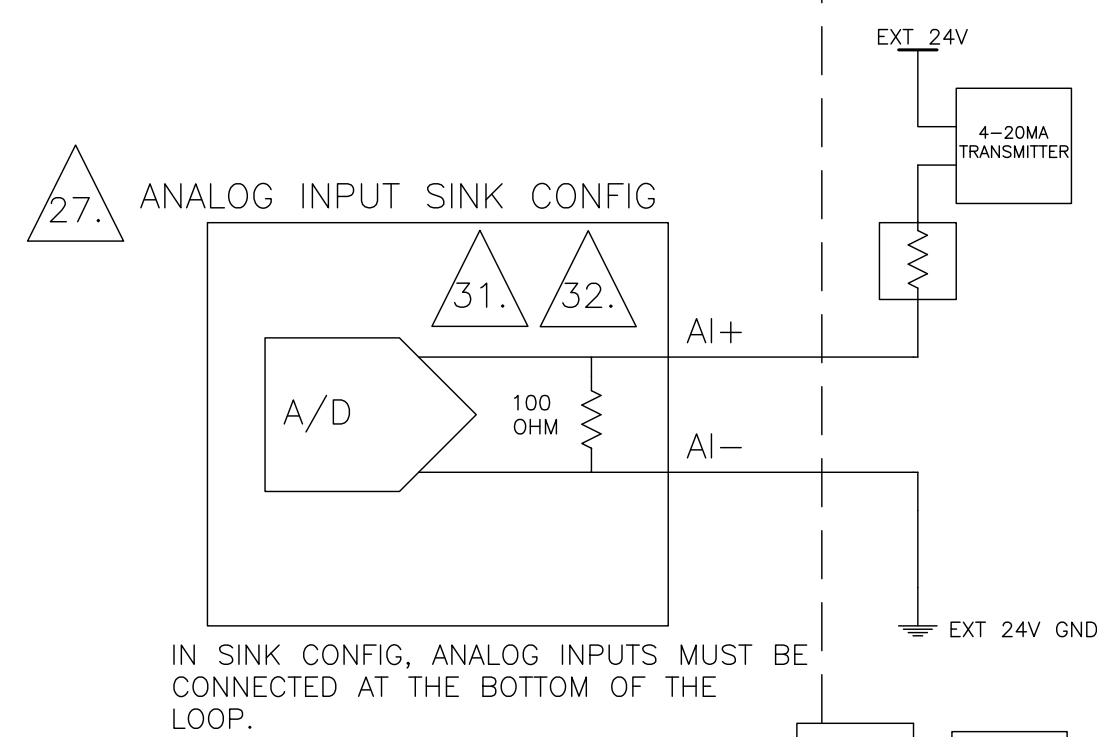 EXT 24V
4-20MA
TRANSMITTER
27.
ANALOG INPUT SINK CONFIG
31.
32.
AI+
A/D
100
OHM
AI-
EXT 24V GND
IN SINK CONFIG, ANALOG INPUTS MUST BE
CONNECTED AT THE BOTTOM OF THE
LOOP.